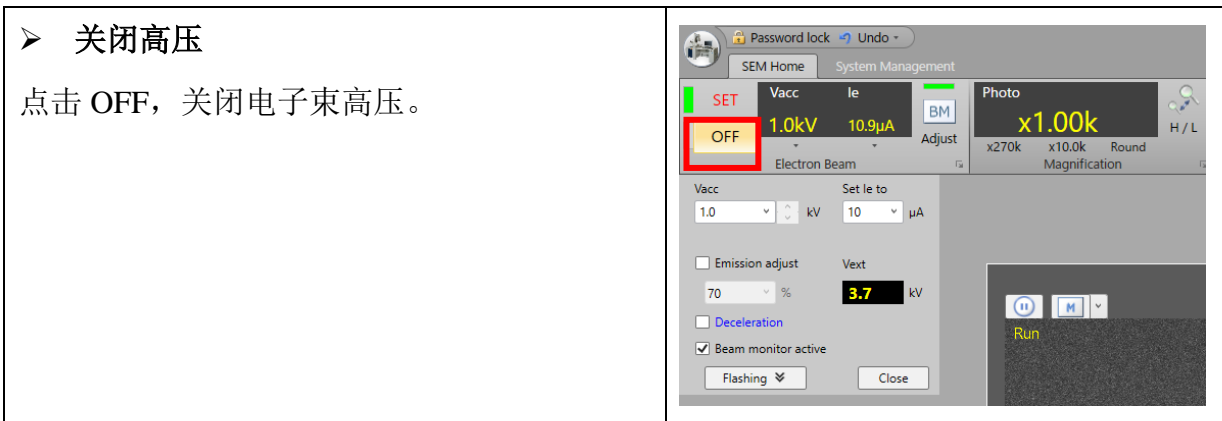 ➢ 关闭高压
点击 OFF，关闭电子束高压。
Password lock Undo
SEM Home System Management
SET
OFF
Vacc Ie
1.0kV 10.9μA
BM
Adjust
Electron Beam
Photo
x1.00k
x270k x10.0k Round
Magnification
H / L
Vacc Set Ie to
1.0 kV 10 μA
Emission adjust Vext
70 % 3.7 kV
Deceleration
Beam monitor active
Flashing Close
M
Run